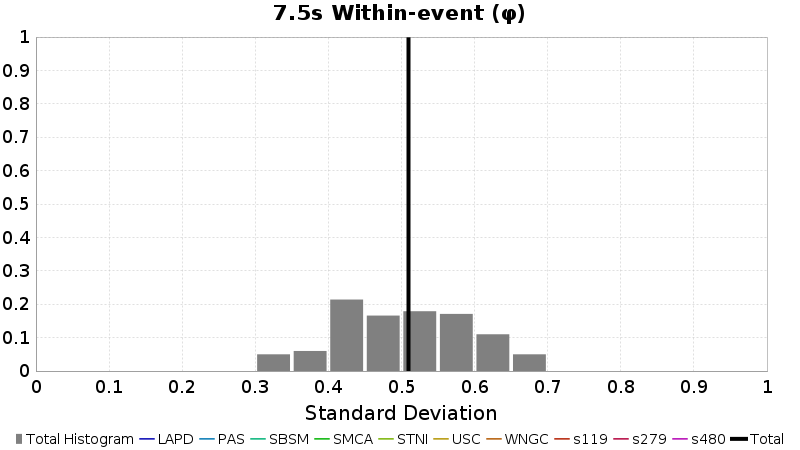 7.5s Within-event (φ)
1
0.9
0.8
0.7
0.6
0.5
0.4
0.3
0.2
0.1
0
0 0.1 0.2 0.3 0.4 0.5 0.6 0.7 0.8 0.9 1
Standard Deviation
Total Histogram LAPD PAS SBSM SMCA STNI USC WNGC s119 s279 s480 Total